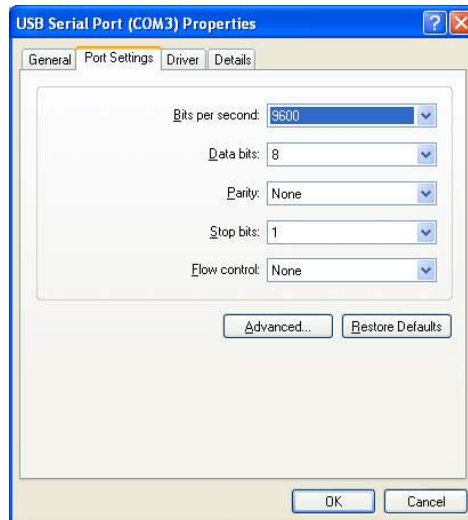 USB Serial Port (COM3) Properties
General Port Settings Driver Details
Bits per second: 9600
Data bits: 8
Parity: None
Stop bits: 1
Flow control: None
Advanced... Restore Defaults
OK Cancel